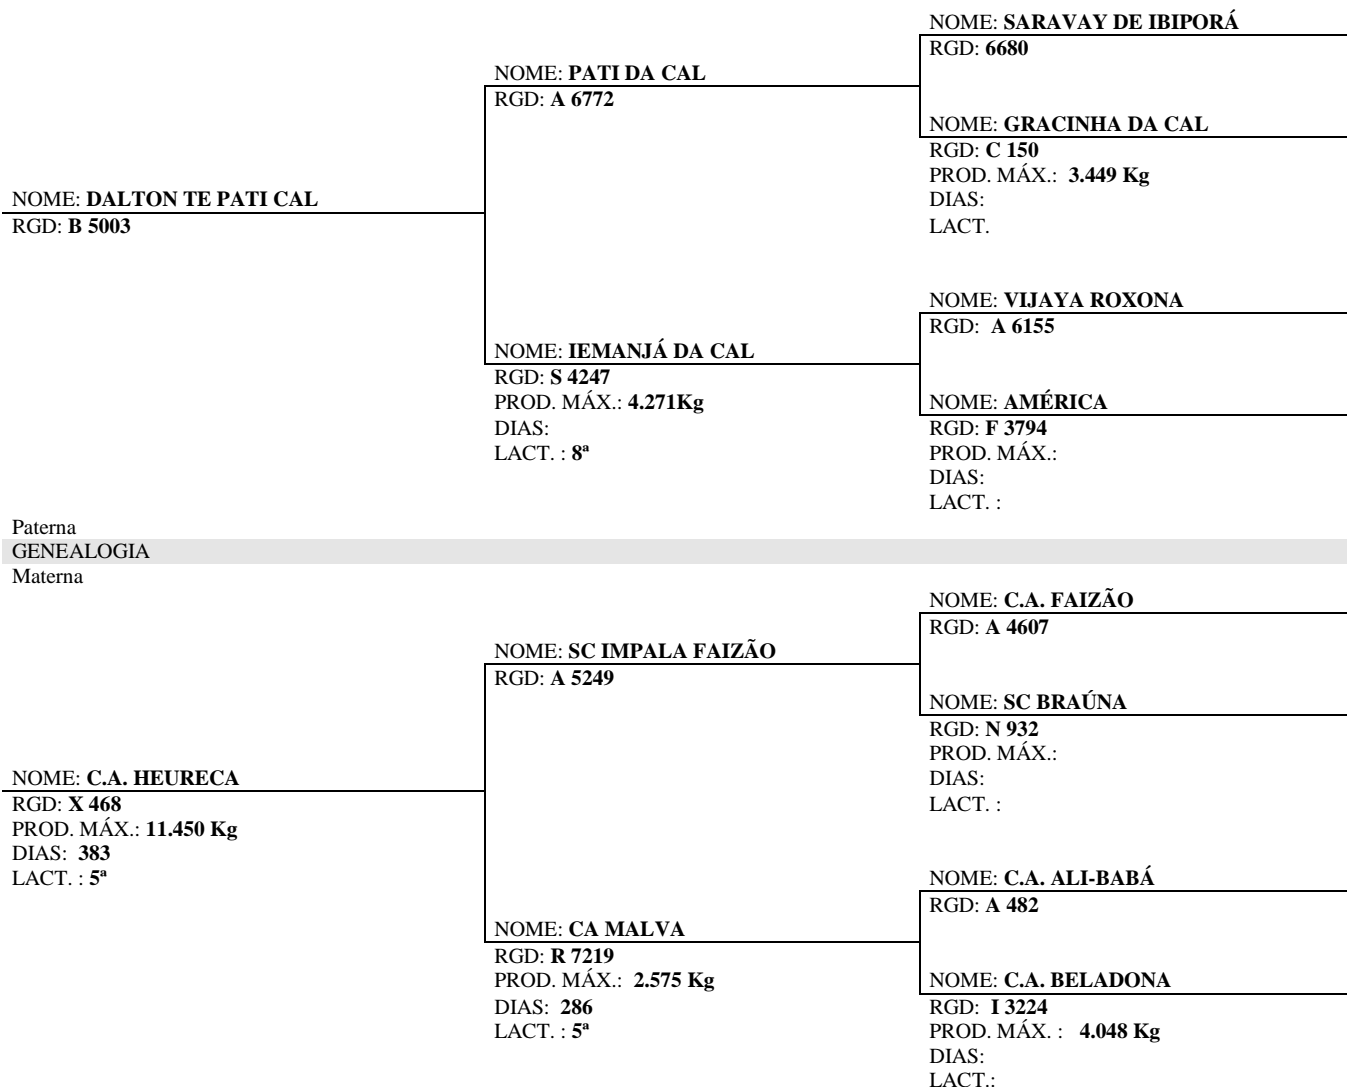 NOME: SARAVAY DE IBIPORÁ
RGD: 6680
NOME: PATI DA CAL
RGD: A 6772
NOME: GRACINHA DA CAL
RGD: C 150
PROD. MÁX.: 3.449 Kg
DIAS:
LACT.
NOME: DALTON TE PATI CAL
RGD: B 5003
NOME: VIJAYA ROXONA
RGD: A 6155
NOME: IEMANJÁ DA CAL
RGD: S 4247
PROD. MÁX.: 4.271Kg
DIAS:
LACT. : 8ª
NOME: AMÉRICA
RGD: F 3794
PROD. MÁX.:
DIAS:
LACT. :
Paterna
GENEALOGIA
Materna
NOME: C.A. FAIZÃO
RGD: A 4607
NOME: SC IMPALA FAIZÃO
RGD: A 5249
NOME: SC BRAÚNA
RGD: N 932
PROD. MÁX.:
DIAS:
LACT. :
NOME: C.A. HEURECA
RGD: X 468
PROD. MÁX.: 11.450 Kg
DIAS: 383
LACT. : 5ª
NOME: C.A. ALI-BABÁ
RGD: A 482
NOME: CA MALVA
RGD: R 7219
PROD. MÁX.: 2.575 Kg
DIAS: 286
LACT. : 5ª
NOME: C.A. BELADONA
RGD: I 3224
PROD. MÁX. : 4.048 Kg
DIAS:
LACT.: